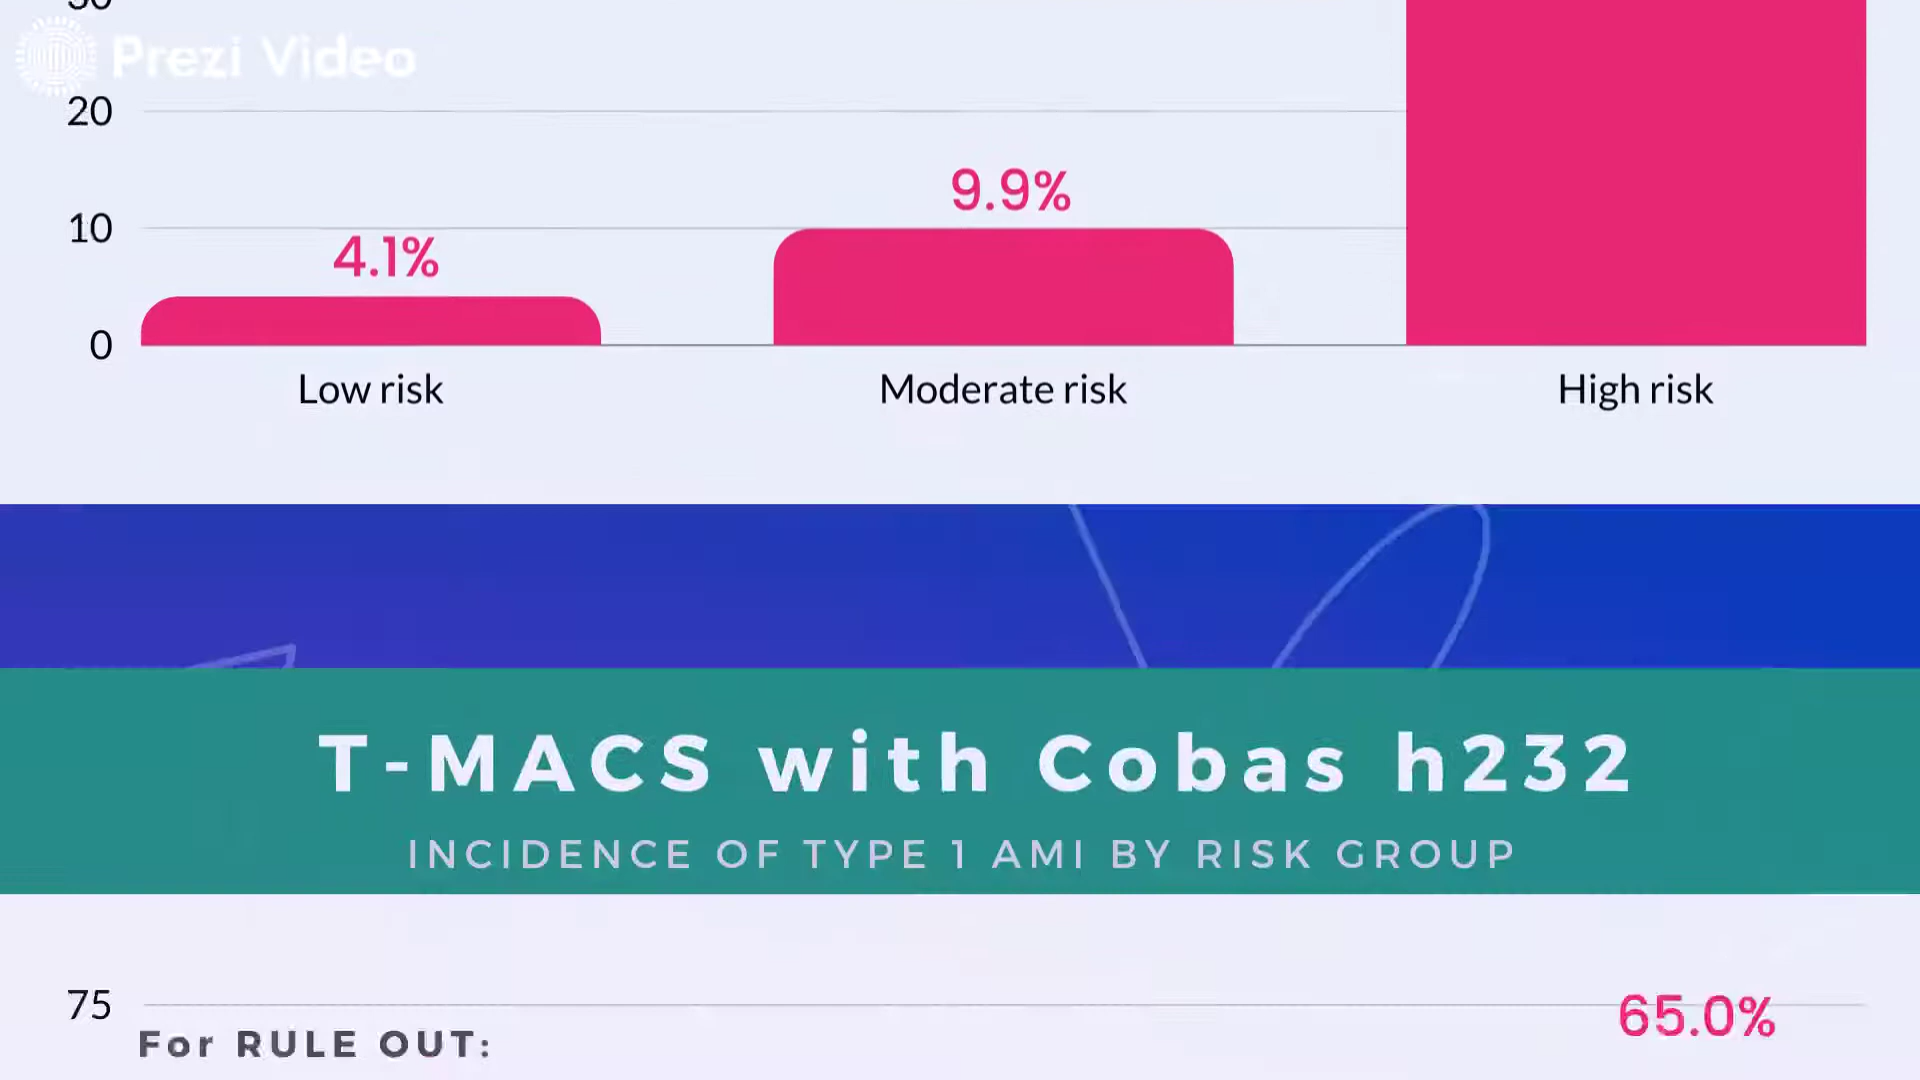 30
Prezi Video
20
9.9%
10
4.1%
0
Low risk Moderate risk High risk
T-MACS with Cobas h232
INCIDENCE OF TYPE 1 AMI BY RISK GROUP
75
65.0%
For RULE OUT: